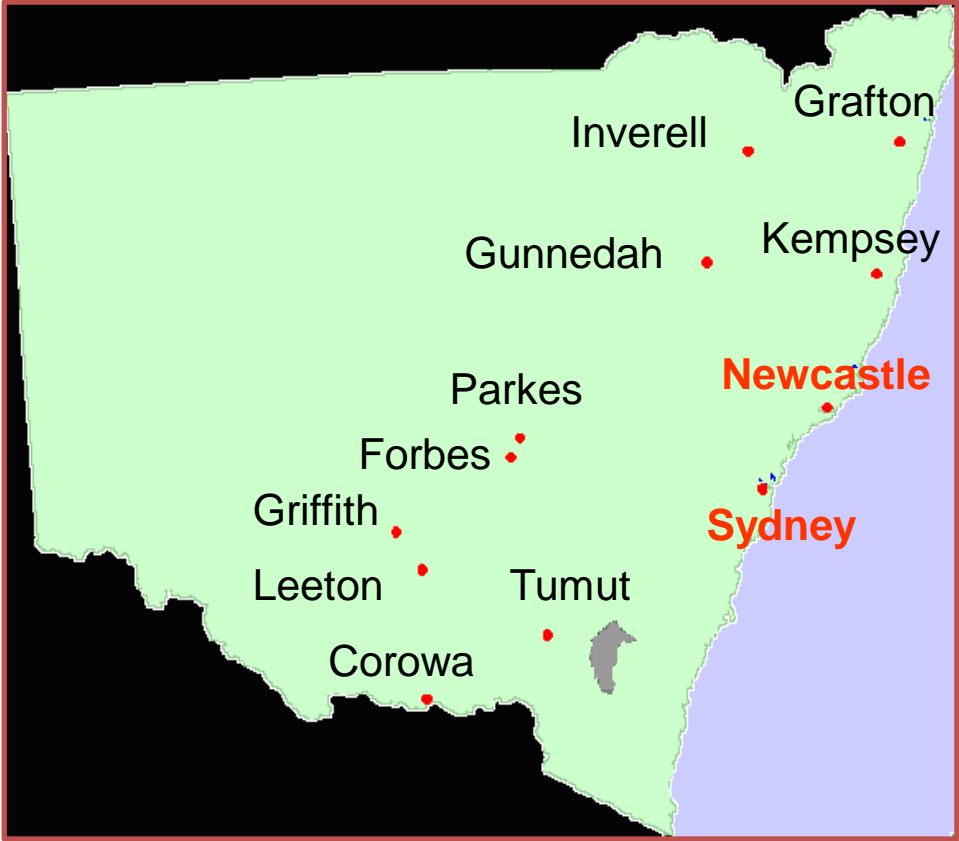 Grafton
Inverell
Kempsey
Gunnedah
Newcastle
Parkes
Forbes
Griffith
Sydney
Leeton
Tumut
Corowa